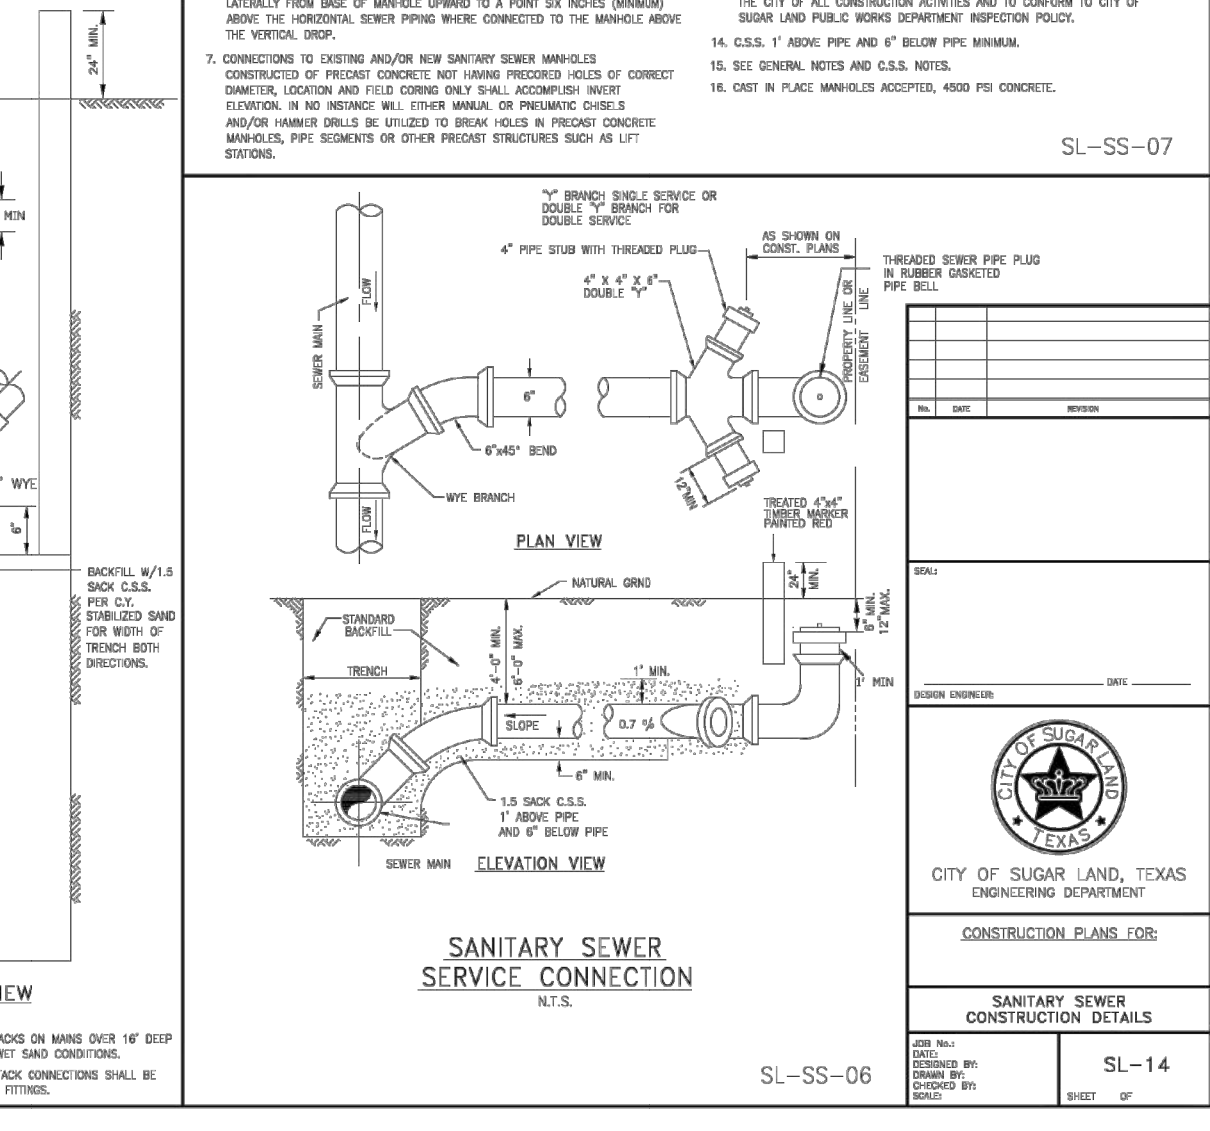 LATERALLY FROM BASE OF MANHOLE UPWARD TO A POINT SIX INCHES (MINIMUM)
ABOVE THE HORIZONTAL SEWER PIPING WHERE CONNECTED TO THE MANHOLE ABOVE
THE VERTICAL DROP.
7. CONNECTIONS TO EXISTING AND/OR NEW SANITARY SEWER MANHOLES
CONSTRUCTED OF PRECAST CONCRETE NOT HAVING PRECORED HOLES OF CORRECT
DIAMETER, LOCATION AND FIELD CORING ONLY SHALL ACCOMPLISH INVERT
ELEVATION. IN NO INSTANCE WILL EITHER MANUAL OR PNEUMATIC CHISELS
AND/OR HAMMER DRILLS BE UTILIZED TO BREAK HOLES IN PRECAST CONCRETE
MANHOLES, PIPE SEGMENTS OR OTHER PRECAST STRUCTURES SUCH AS LIFT
STATIONS.
THE CITY OF ALL CONSTRUCTION ACTIVITIES AND TO CONFORM TO CITY OF
SUGAR LAND PUBLIC WORKS DEPARTMENT INSPECTION POLICY.
14. C.S.S. 1' ABOVE PIPE AND 6" BELOW PIPE MINIMUM.
15. SEE GENERAL NOTES AND C.S.S. NOTES.
16. CAST IN PLACE MANHOLES ACCEPTED, 4500 PSI CONCRETE.
SL-SS-07
24" MIN.
MIN
WYE
6"
BACKFILL W/1.5
SACK C.S.S.
PER C.Y.
STABILIZED SAND
FOR WIDTH OF
TRENCH BOTH
DIRECTIONS.
IEW
ACKS ON MAINS OVER 16" DEEP
WET SAND CONDITIONS.
TACK CONNECTIONS SHALL BE
FITTINGS.
"Y" BRANCH SINGLE SERVICE OR
DOUBLE "Y" BRANCH FOR
DOUBLE SERVICE
4" PIPE STUB WITH THREADED PLUG
AS SHOWN ON
CONST. PLANS
THREADED SEWER PIPE PLUG
IN RUBBER GASKETED
PIPE BELL
4" X 4" X 6"
DOUBLE "Y"
PROPERTY LINE OR
EASEMENT LINE
FLOW
SEWER MAIN
6"
6"x45° BEND
WYE BRANCH
FLOW
12"MIN
TREATED 4"x4"
TIMBER MARKER
PAINTED RED
PLAN VIEW
NATURAL GRND
24"
MIN.
STANDARD
BACKFILL
4'-0" MIN.
6'-0" MAX.
6" MIN.
12"MAX.
TRENCH
1' MIN.
1' MIN
SLOPE
0.7 %
6" MIN.
1.5 SACK C.S.S.
1' ABOVE PIPE
AND 6" BELOW PIPE
SEWER MAIN
ELEVATION VIEW
SANITARY SEWER
SERVICE CONNECTION
N.T.S.
SL-SS-06
No. DATE REVISION
SEAL:
DATE
DESIGN ENGINEER:
CITY OF SUGAR LAND
TEXAS
CITY OF SUGAR LAND, TEXAS
ENGINEERING DEPARTMENT
CONSTRUCTION PLANS FOR:
SANITARY SEWER
CONSTRUCTION DETAILS
JOB No.:
DATE:
DESIGNED BY:
DRAWN BY:
CHECKED BY:
SCALE:
SL-14
SHEET OF